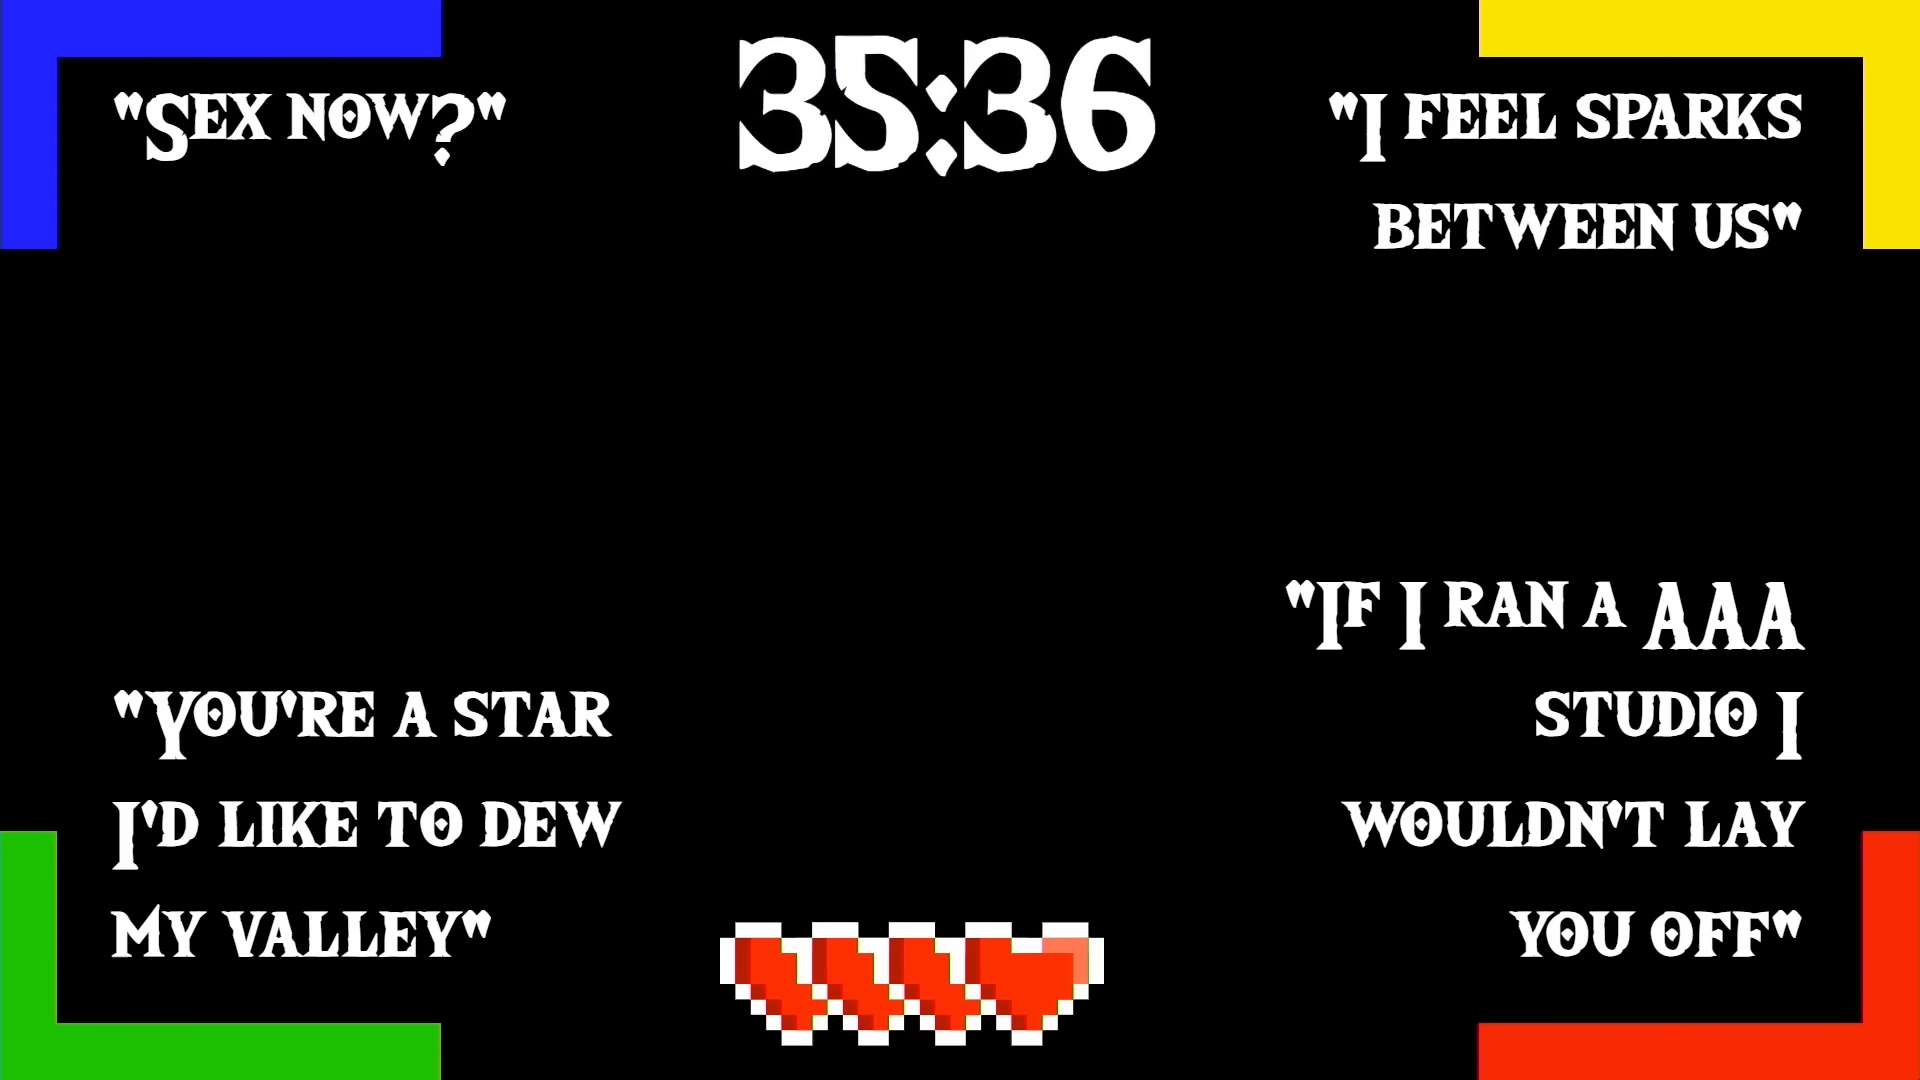 "Sex now?"
35:36
"I feel sparks
between us"
"You're a star
I'd like to dew
my valley"
"If I ran a AAA
studio I
wouldn't lay
you off"